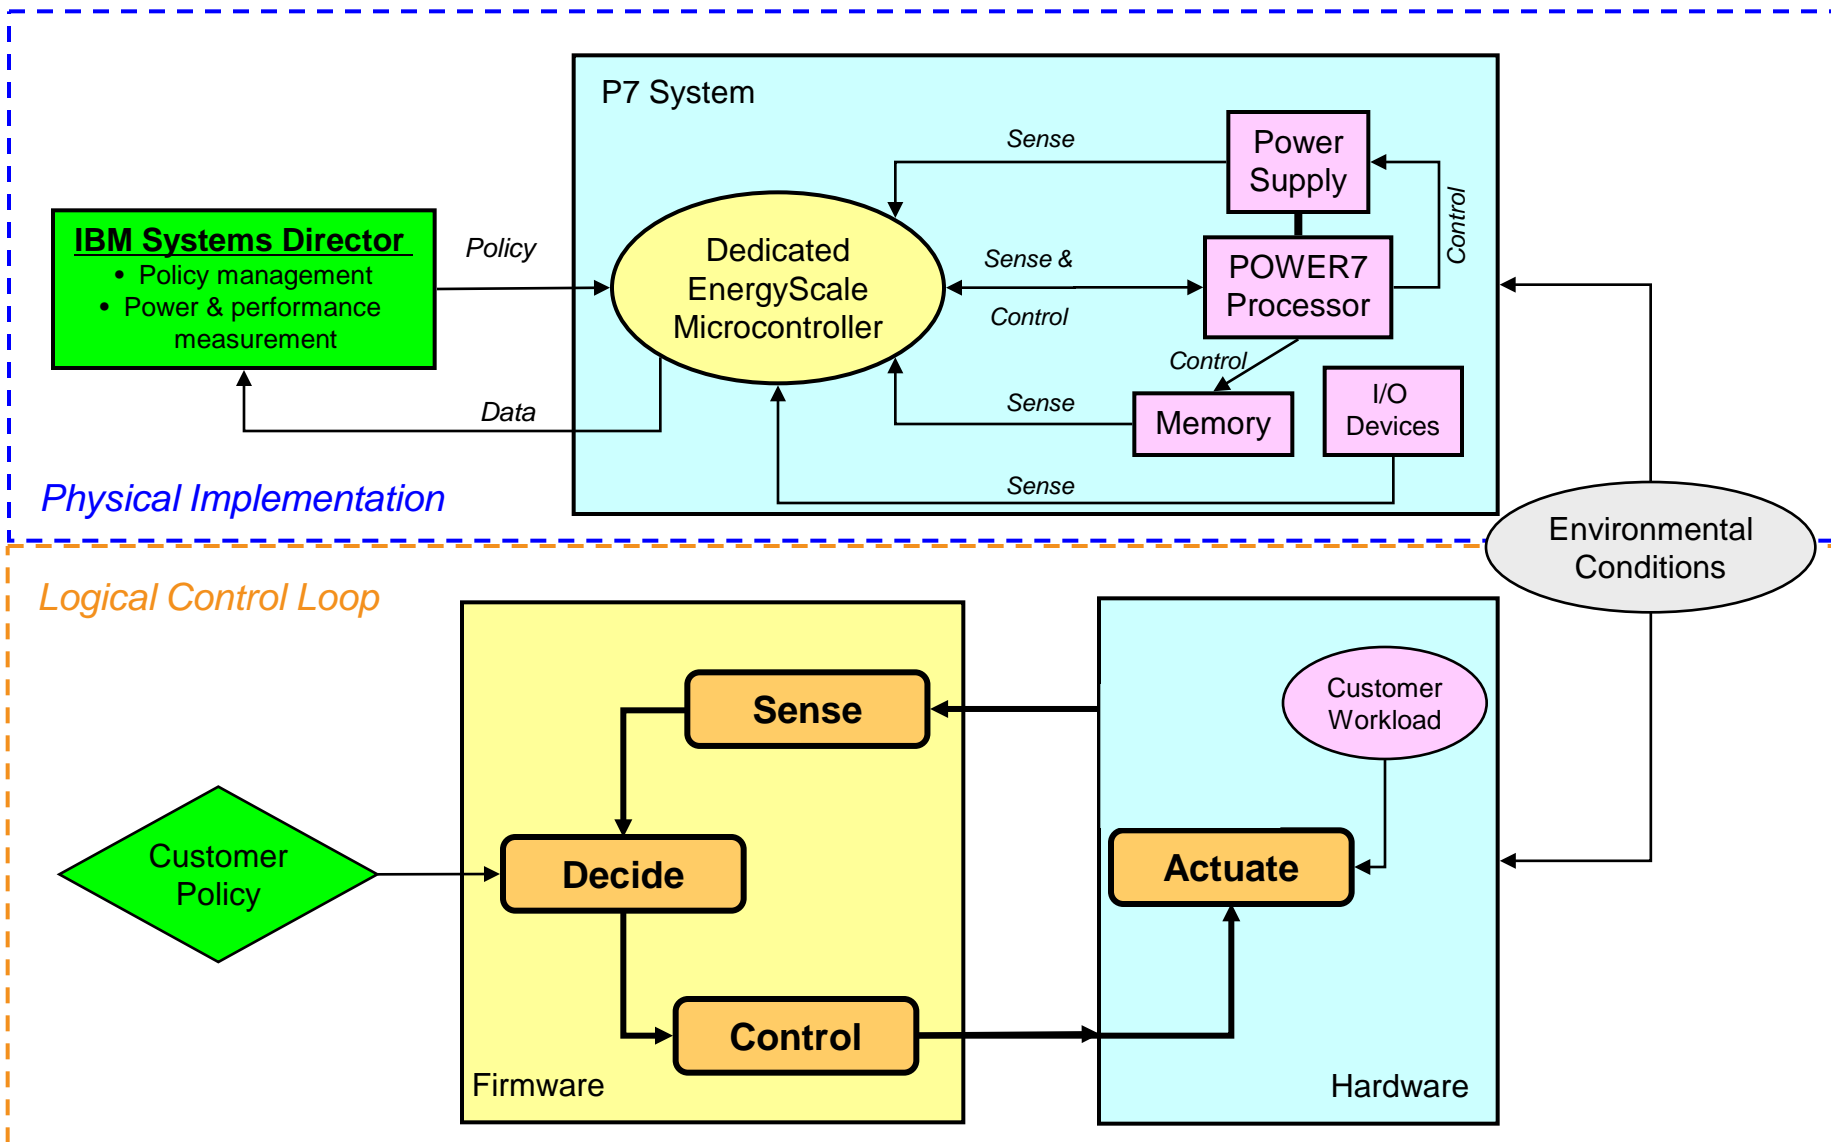 P7 System
Sense
Power
Supply
Control
IBM Systems Director
• Policy management
• Power & performance
measurement
Policy
Dedicated
EnergyScale
Microcontroller
Sense &
Control
POWER7
Processor
Control
Data
Sense
Memory
I/O
Devices
Sense
Physical Implementation
Environmental
Conditions
Logical Control Loop
Sense
Customer
Workload
Customer
Policy
Decide
Actuate
Control
Firmware
Hardware